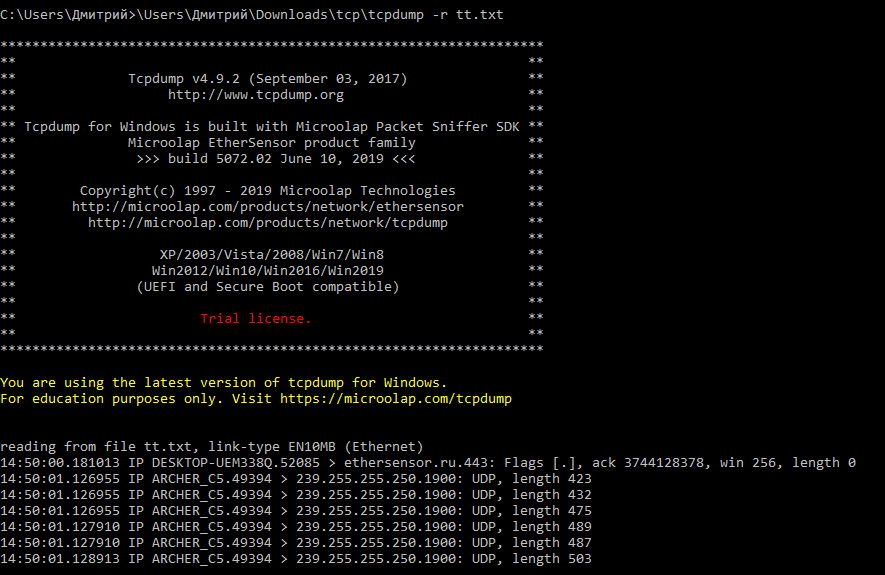 C:\Users\Дмитрий>\Users\Дмитрий\Downloads\tcp\tcpdump -r tt.txt
********************************************************************
** **
** Tcpdump v4.9.2 (September 03, 2017) **
** http://www.tcpdump.org **
** **
** Tcpdump for Windows is built with Microolap Packet Sniffer SDK **
** Microolap EtherSensor product family **
** >>> build 5072.02 June 10, 2019 <<< **
** **
** Copyright(c) 1997 - 2019 Microolap Technologies **
** http://microolap.com/products/network/ethersensor **
** http://microolap.com/products/network/tcpdump **
** **
** XP/2003/Vista/2008/Win7/Win8 **
** Win2012/Win10/Win2016/Win2019 **
** (UEFI and Secure Boot compatible) **
** **
** Trial license. **
** **
********************************************************************
You are using the latest version of tcpdump for Windows.
For education purposes only. Visit https://microolap.com/tcpdump
reading from file tt.txt, link-type EN10MB (Ethernet)
14:50:00.181013 IP DESKTOP-UEM338Q.52085 > ethersensor.ru.443: Flags [.], ack 3744128378, win 256, length 0
14:50:01.126955 IP ARCHER_C5.49394 > 239.255.255.250.1900: UDP, length 423
14:50:01.126955 IP ARCHER_C5.49394 > 239.255.255.250.1900: UDP, length 432
14:50:01.126955 IP ARCHER_C5.49394 > 239.255.255.250.1900: UDP, length 475
14:50:01.127910 IP ARCHER_C5.49394 > 239.255.255.250.1900: UDP, length 489
14:50:01.127910 IP ARCHER_C5.49394 > 239.255.255.250.1900: UDP, length 487
14:50:01.128913 IP ARCHER_C5.49394 > 239.255.255.250.1900: UDP, length 503